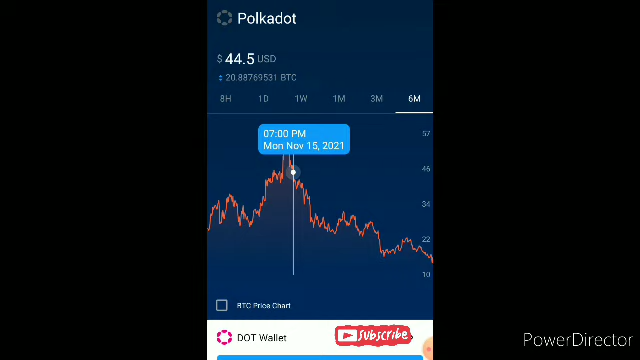 Polkadot
$ 44.5 USD
20.88769531 BTC
8H 1D 1W 1M 3M 6M
07:00 PM
Mon Nov 15, 2021
57
46
34
22
10
BTC Price Chart
DOT Wallet
Subscribe
PowerDirector